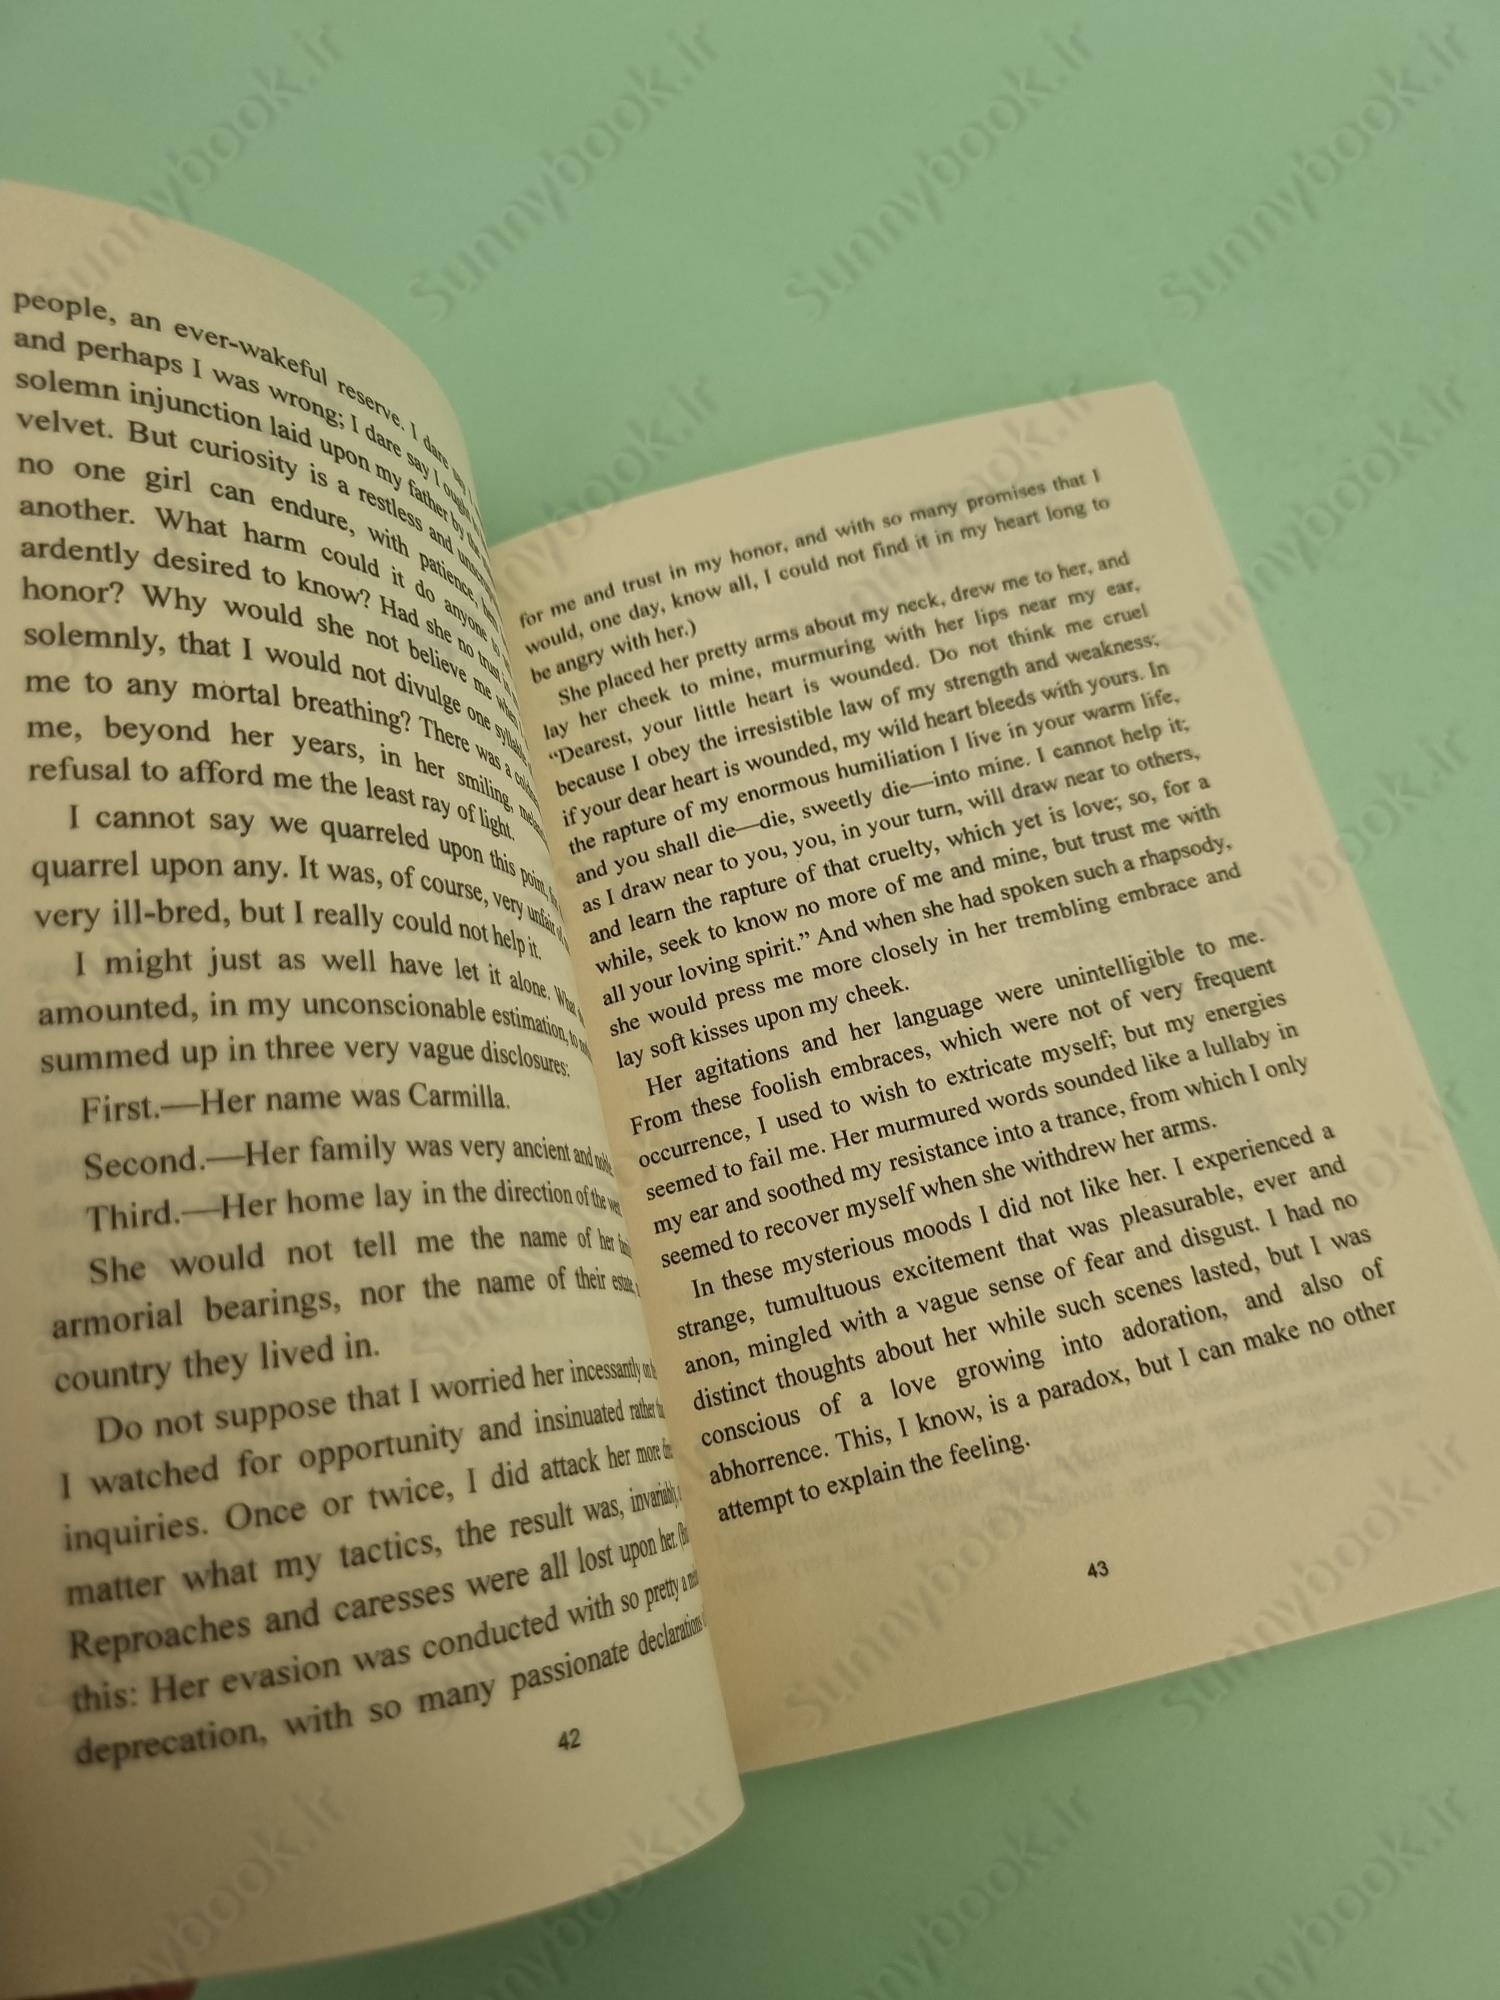 people, an ever-wakeful reserve. I dare say I
and perhaps I was wrong; I dare say I ought
solemn injunction laid upon my father by the
velvet. But curiosity is a restless and
no one girl can endure, with patience,
another. What harm could it do anyone to
ardently desired to know? Had she no trust in
honor? Why would she not believe me when
solemnly, that I would not divulge one syllable
me to any mortal breathing? There was a
me, beyond her years, in her smiling,
refusal to afford me the least ray of light.
I cannot say we quarreled upon this point,
quarrel upon any. It was, of course, very unfair of
very ill-bred, but I really could not help it.
I might just as well have let it alone. What
amounted, in my unconscionable estimation, to
summed up in three very vague disclosures:
First.—Her name was Carmilla.
Second.—Her family was very ancient and
Third.—Her home lay in the direction of the
She would not tell me the name of her
armorial bearings, nor the name of their estate,
country they lived in.
Do not suppose that I worried her incessantly on
I watched for opportunity and insinuated rather
inquiries. Once or twice, I did attack her more
matter what my tactics, the result was, invariably,
Reproaches and caresses were all lost upon her. (But
this: Her evasion was conducted with so pretty a
deprecation, with so many passionate declarations
42
for me and trust in my honor, and with so many promises that I
would, one day, know all, I could not find it in my heart long to
be angry with her.)
She placed her pretty arms about my neck, drew me to her, and
lay her cheek to mine, murmuring with her lips near my ear,
“Dearest, your little heart is wounded. Do not think me cruel
because I obey the irresistible law of my strength and weakness;
if your dear heart is wounded, my wild heart bleeds with yours. In
the rapture of my enormous humiliation I live in your warm life,
and you shall die—die, sweetly die—into mine. I cannot help it;
as I draw near to you, you, in your turn, will draw near to others,
and learn the rapture of that cruelty, which yet is love; so, for a
while, seek to know no more of me and mine, but trust me with
all your loving spirit.” And when she had spoken such a rhapsody,
she would press me more closely in her trembling embrace and
lay soft kisses upon my cheek.
Her agitations and her language were unintelligible to me.
From these foolish embraces, which were not of very frequent
occurrence, I used to wish to extricate myself; but my energies
seemed to fail me. Her murmured words sounded like a lullaby in
my ear and soothed my resistance into a trance, from which I only
seemed to recover myself when she withdrew her arms.
In these mysterious moods I did not like her. I experienced a
strange, tumultuous excitement that was pleasurable, ever and
anon, mingled with a vague sense of fear and disgust. I had no
distinct thoughts about her while such scenes lasted, but I was
conscious of a love growing into adoration, and also of
abhorrence. This, I know, is a paradox, but I can make no other
attempt to explain the feeling.
43
Sunnybook.ir